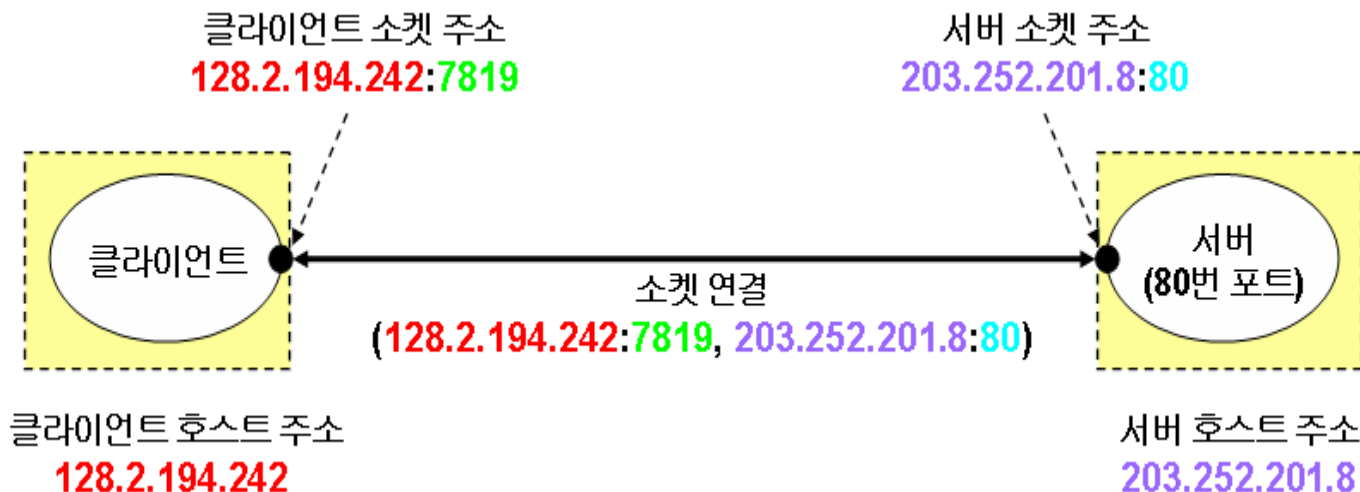 클라이언트 소켓 주소
128.2.194.242:7819
서버 소켓 주소
203.252.201.8:80
클라이언트
서버
(80번 포트)
소켓 연결
(128.2.194.242:7819, 203.252.201.8:80)
클라이언트 호스트 주소
128.2.194.242
서버 호스트 주소
203.252.201.8